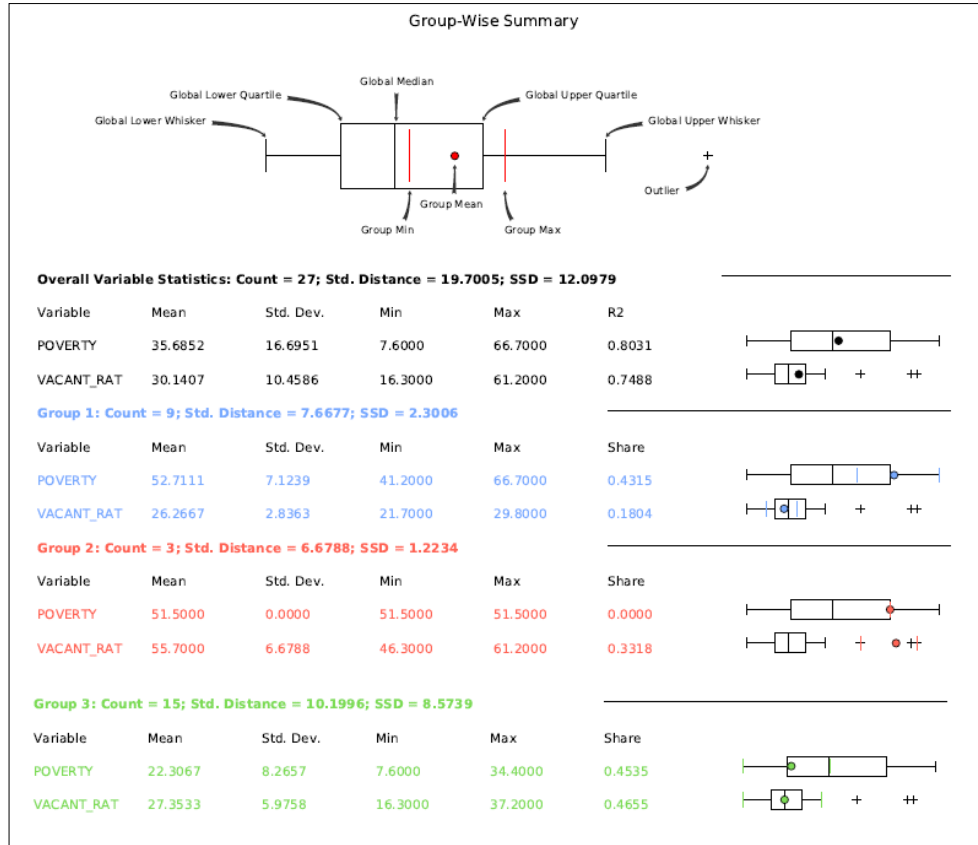 Group-Wise Summary
Global Median
Global Lower Quartile
Global Upper Quartile
Global Lower Whisker
Global Upper Whisker
Outlier
Group Mean
Group Min
Group Max
Overall Variable Statistics: Count = 27; Std. Distance = 19.7005; SSD = 12.0979
Variable Mean Std. Dev. Min Max R2
POVERTY 35.6852 16.6951 7.6000 66.7000 0.8031
VACANT_RAT 30.1407 10.4586 16.3000 61.2000 0.7488
Group 1: Count = 9; Std. Distance = 7.6677; SSD = 2.3006
Variable Mean Std. Dev. Min Max Share
POVERTY 52.7111 7.1239 41.2000 66.7000 0.4315
VACANT_RAT 26.2667 2.8363 21.7000 29.8000 0.1804
Group 2: Count = 3; Std. Distance = 6.6788; SSD = 1.2234
Variable Mean Std. Dev. Min Max Share
POVERTY 51.5000 0.0000 51.5000 51.5000 0.0000
VACANT_RAT 55.7000 6.6788 46.3000 61.2000 0.3318
Group 3: Count = 15; Std. Distance = 10.1996; SSD = 8.5739
Variable Mean Std. Dev. Min Max Share
POVERTY 22.3067 8.2657 7.6000 34.4000 0.4535
VACANT_RAT 27.3533 5.9758 16.3000 37.2000 0.4655